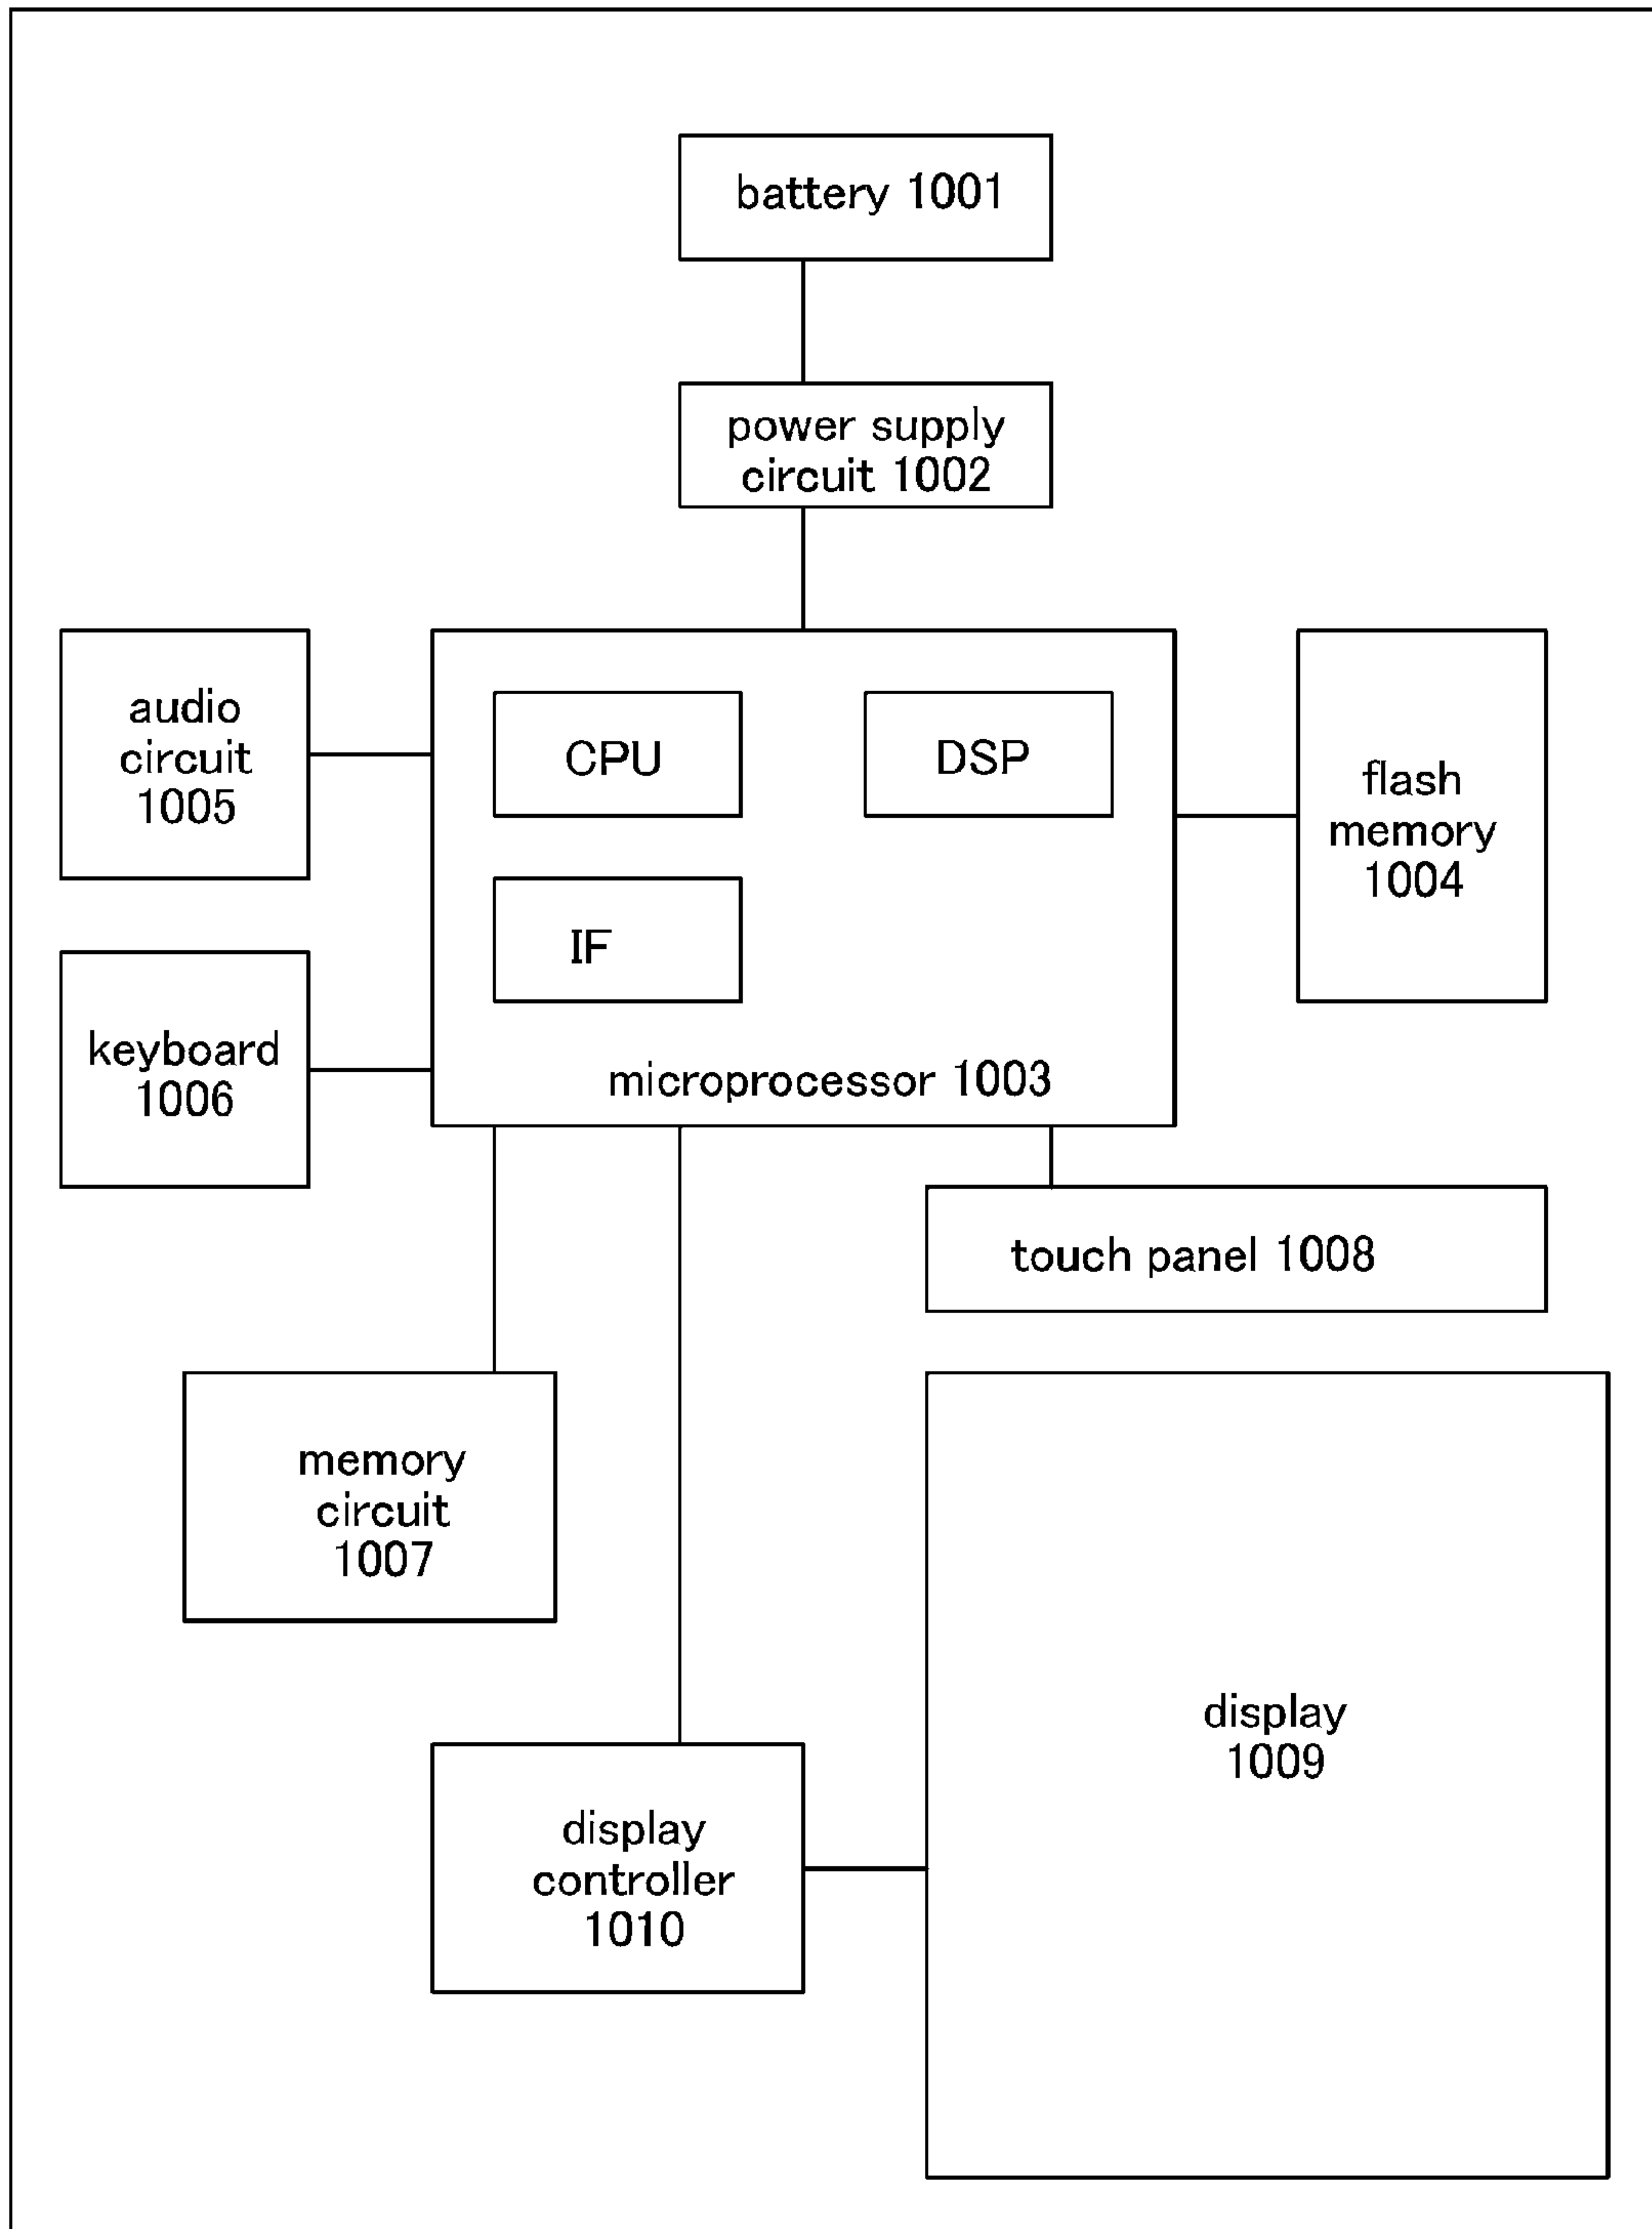 battery 1001
power supply
circuit 1002
audio
circuit
1005
CPU
DSP
flash
memory
1004
IF
keyboard
1006
microprocessor 1003
touch panel 1008
memory
circuit
1007
display
1009
display
controller
1010